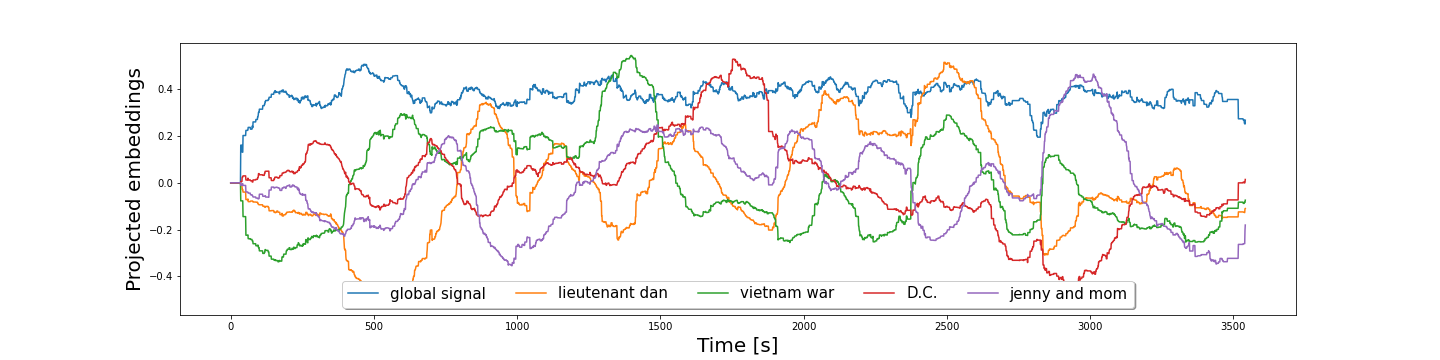 Projected embeddings
0.4
0.2
0.0
−0.2
−0.4
global signal lieutenant dan vietnam war D.C. jenny and mom
0 500 1000 1500 2000 2500 3000 3500
Time [s]